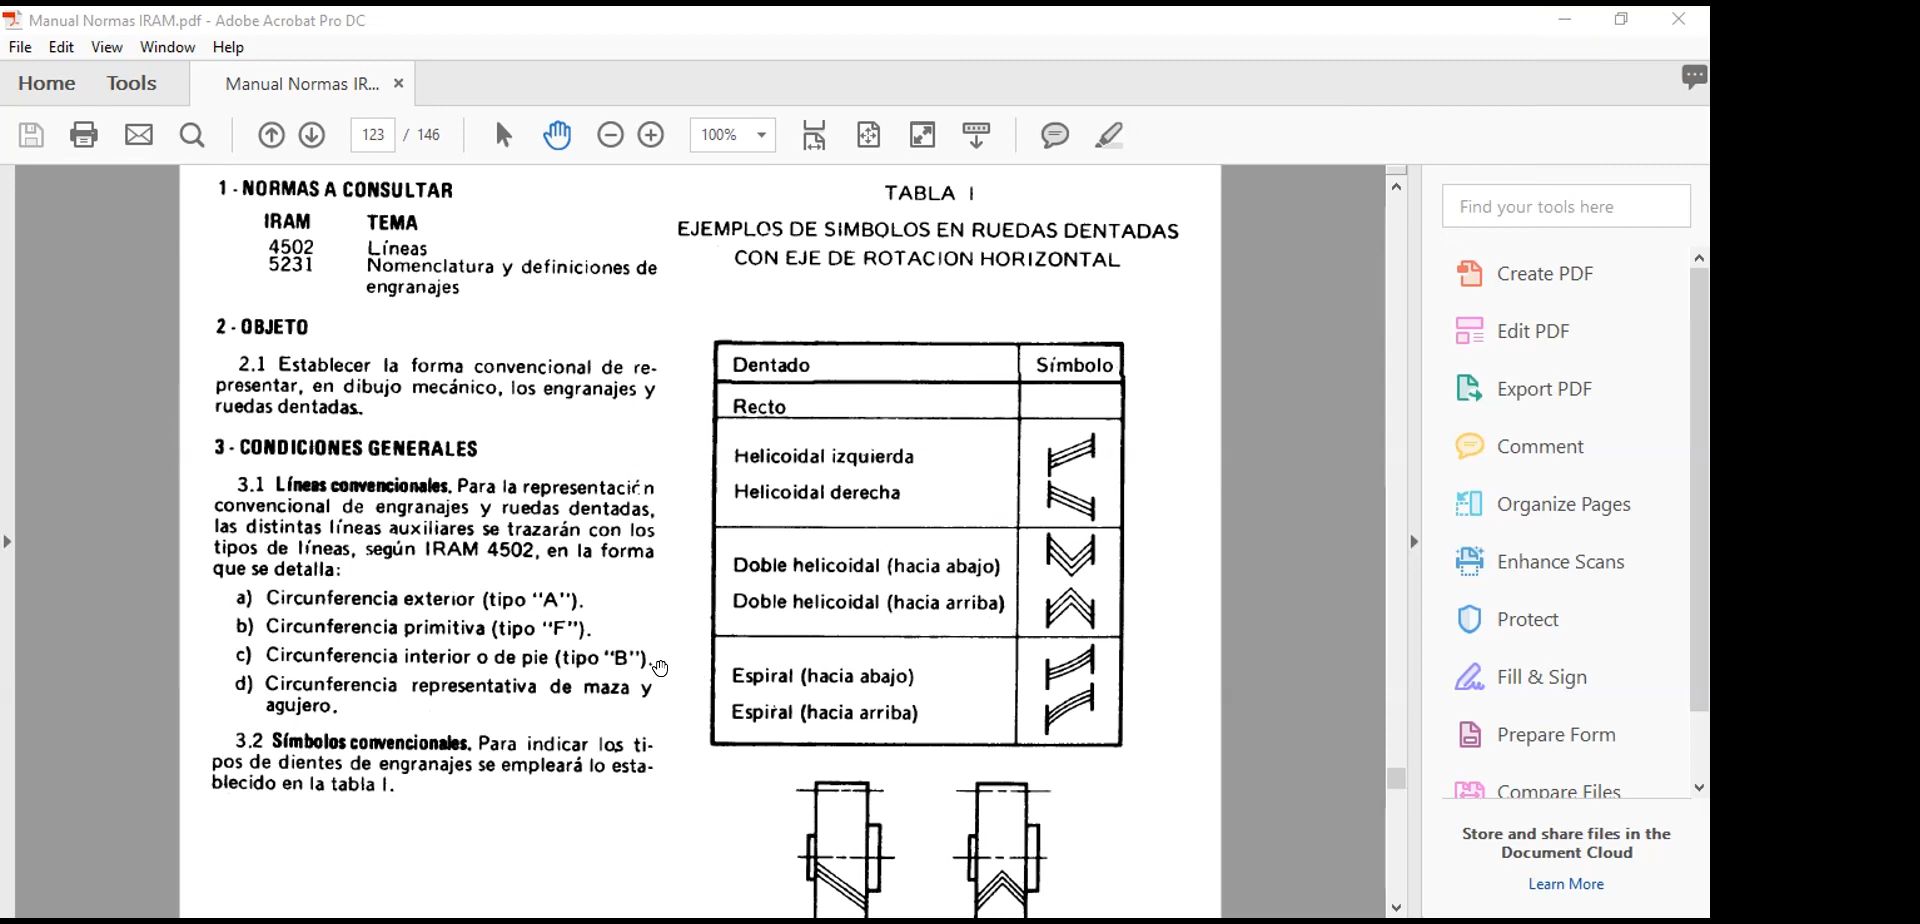 Manual Normas IRAM.pdf - Adobe Acrobat Pro DC
File Edit View Window Help
Home Tools Manual Normas IR... ×
123 / 146 100%
1 - NORMAS A CONSULTAR
IRAM TEMA
4502 Líneas
5231 Nomenclatura y definiciones de
engranajes
2 - OBJETO
2.1 Establecer la forma convencional de re-
presentar, en dibujo mecánico, los engranajes y
ruedas dentadas.
3 - CONDICIONES GENERALES
3.1 Líneas convencionales. Para la representación
convencional de engranajes y ruedas dentadas,
las distintas líneas auxiliares se trazarán con los
tipos de líneas, según IRAM 4502, en la forma
que se detalla:
a) Circunferencia exterior (tipo "A").
b) Circunferencia primitiva (tipo "F").
c) Circunferencia interior o de pie (tipo "B").
d) Circunferencia representativa de maza y
agujero.
3.2 Símbolos convencionales. Para indicar los ti-
pos de dientes de engranajes se empleará lo esta-
blecido en la tabla I.
TABLA I
EJEMPLOS DE SIMBOLOS EN RUEDAS DENTADAS
CON EJE DE ROTACION HORIZONTAL
Dentado Símbolo
Recto
Helicoidal izquierda
Helicoidal derecha
Doble helicoidal (hacia abajo)
Doble helicoidal (hacia arriba)
Espiral (hacia abajo)
Espiral (hacia arriba)
Find your tools here
Create PDF
Edit PDF
Export PDF
Comment
Organize Pages
Enhance Scans
Protect
Fill & Sign
Prepare Form
Compare Files
Store and share files in the
Document Cloud
Learn More